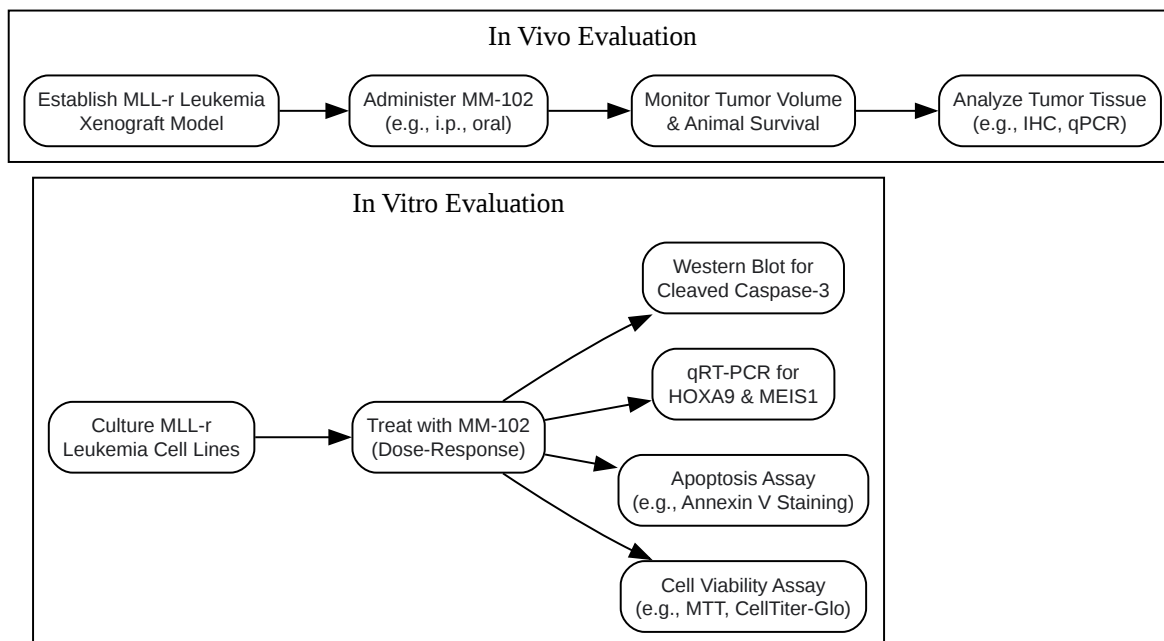 In Vivo Evaluation
Establish MLL-r Leukemia
Xenograft Model
Administer MM-102
(e.g., i.p., oral)
Monitor Tumor Volume
& Animal Survival
Analyze Tumor Tissue
(e.g., IHC, qPCR)
In Vitro Evaluation
Culture MLL-r
Leukemia Cell Lines
Treat with MM-102
(Dose-Response)
Western Blot for
Cleaved Caspase-3
qRT-PCR for
HOXA9 & MEIS1
Apoptosis Assay
(e.g., Annexin V Staining)
Cell Viability Assay
(e.g., MTT, CellTiter-Glo)